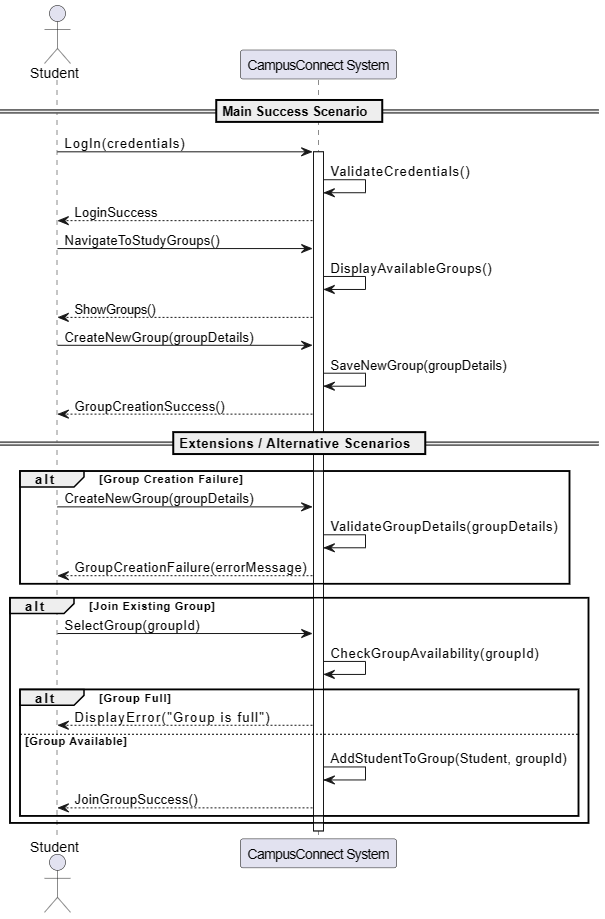 Student
CampusConnect System
Main Success Scenario
LogIn(credentials)
ValidateCredentials()
LoginSuccess
NavigateToStudyGroups()
DisplayAvailableGroups()
ShowGroups()
CreateNewGroup(groupDetails)
SaveNewGroup(groupDetails)
GroupCreationSuccess()
Extensions / Alternative Scenarios
alt [Group Creation Failure]
CreateNewGroup(groupDetails)
ValidateGroupDetails(groupDetails)
GroupCreationFailure(errorMessage)
alt [Join Existing Group]
SelectGroup(groupId)
CheckGroupAvailability(groupId)
alt [Group Full]
DisplayError("Group is full")
[Group Available]
AddStudentToGroup(Student, groupId)
JoinGroupSuccess()
Student
CampusConnect System